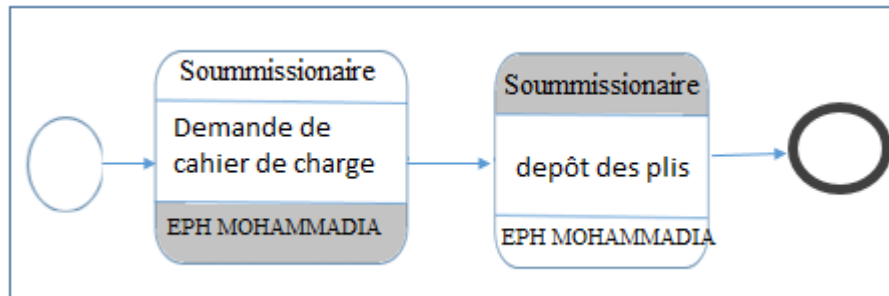 Soummissionaire
Demande de
cahier de charge
EPH MOHAMMADIA
Soummissionaire
depôt des plis
EPH MOHAMMADIA